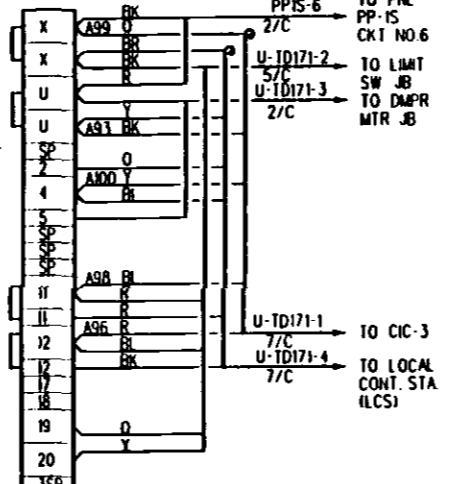 BK PP1S-6 TO PNL
X A99 O 2/C PP-1S
BR CKT NO.6
X BK U-TD171-2 TO LIMIT
R 5/C SW JB
U U-TD171-3 TO DMPR
Y 2/C MTR JB
U A93 BK
SP
2 O
A100 Y
4 BL
5
SP
SP
SP
A98 BL
11 R
11 R
A96 R U-TD171-1 TO CIC-3
12 BL 7/C
12 BK U-TD171-4 TO LOCAL
17 7/C CONT. STA
18 (LCS)
19 O
Y
20